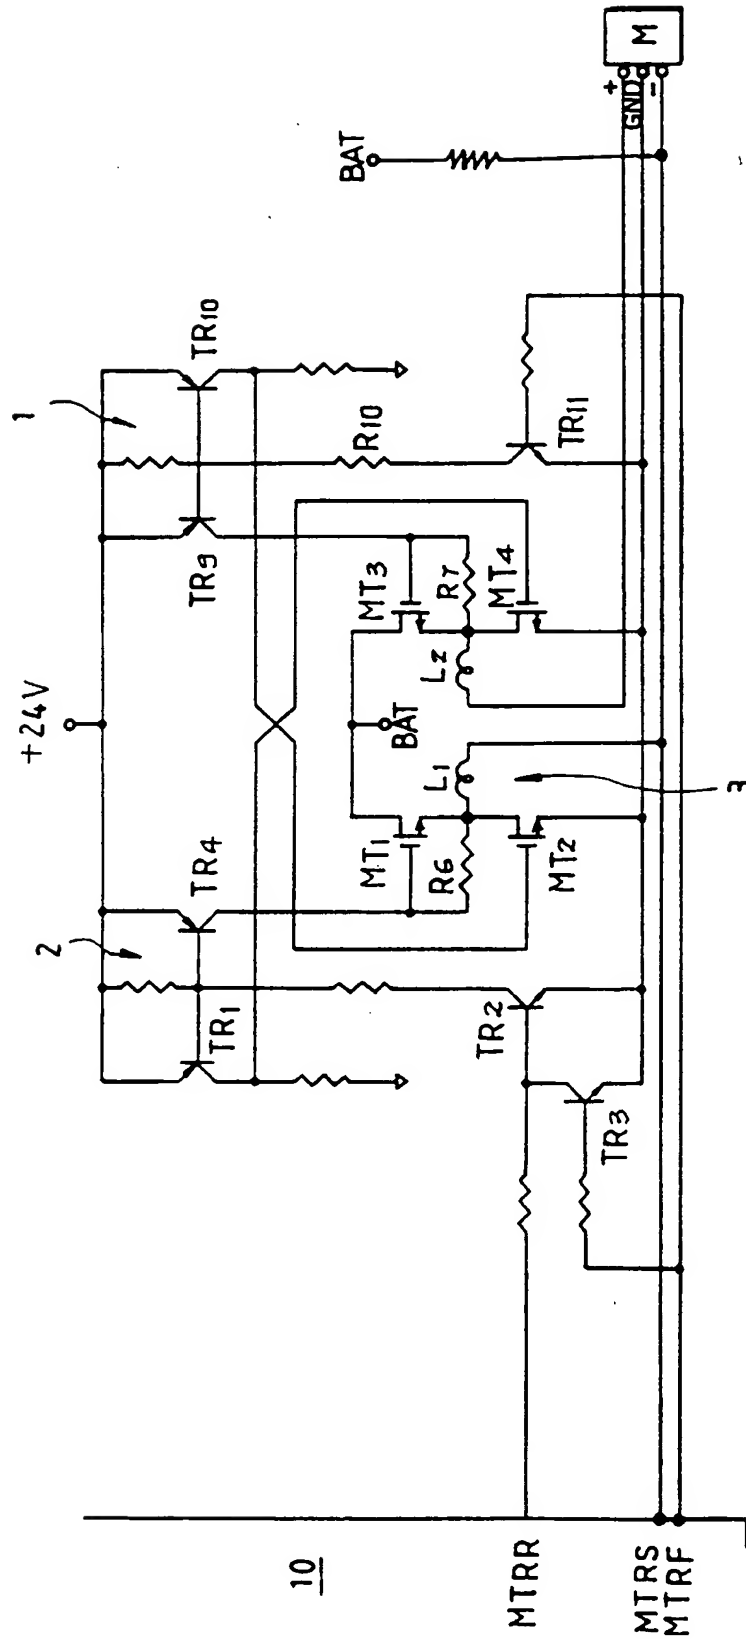 +24V
1
2
TR10
TR9
TR4
TR1
R10
TR11
BAT
MT3
R7
MT4
L2
BAT
L1
MT1
R6
MT2
3
TR2
TR3
M
+
GND
-
10
MTRR
MTRS
MTRF